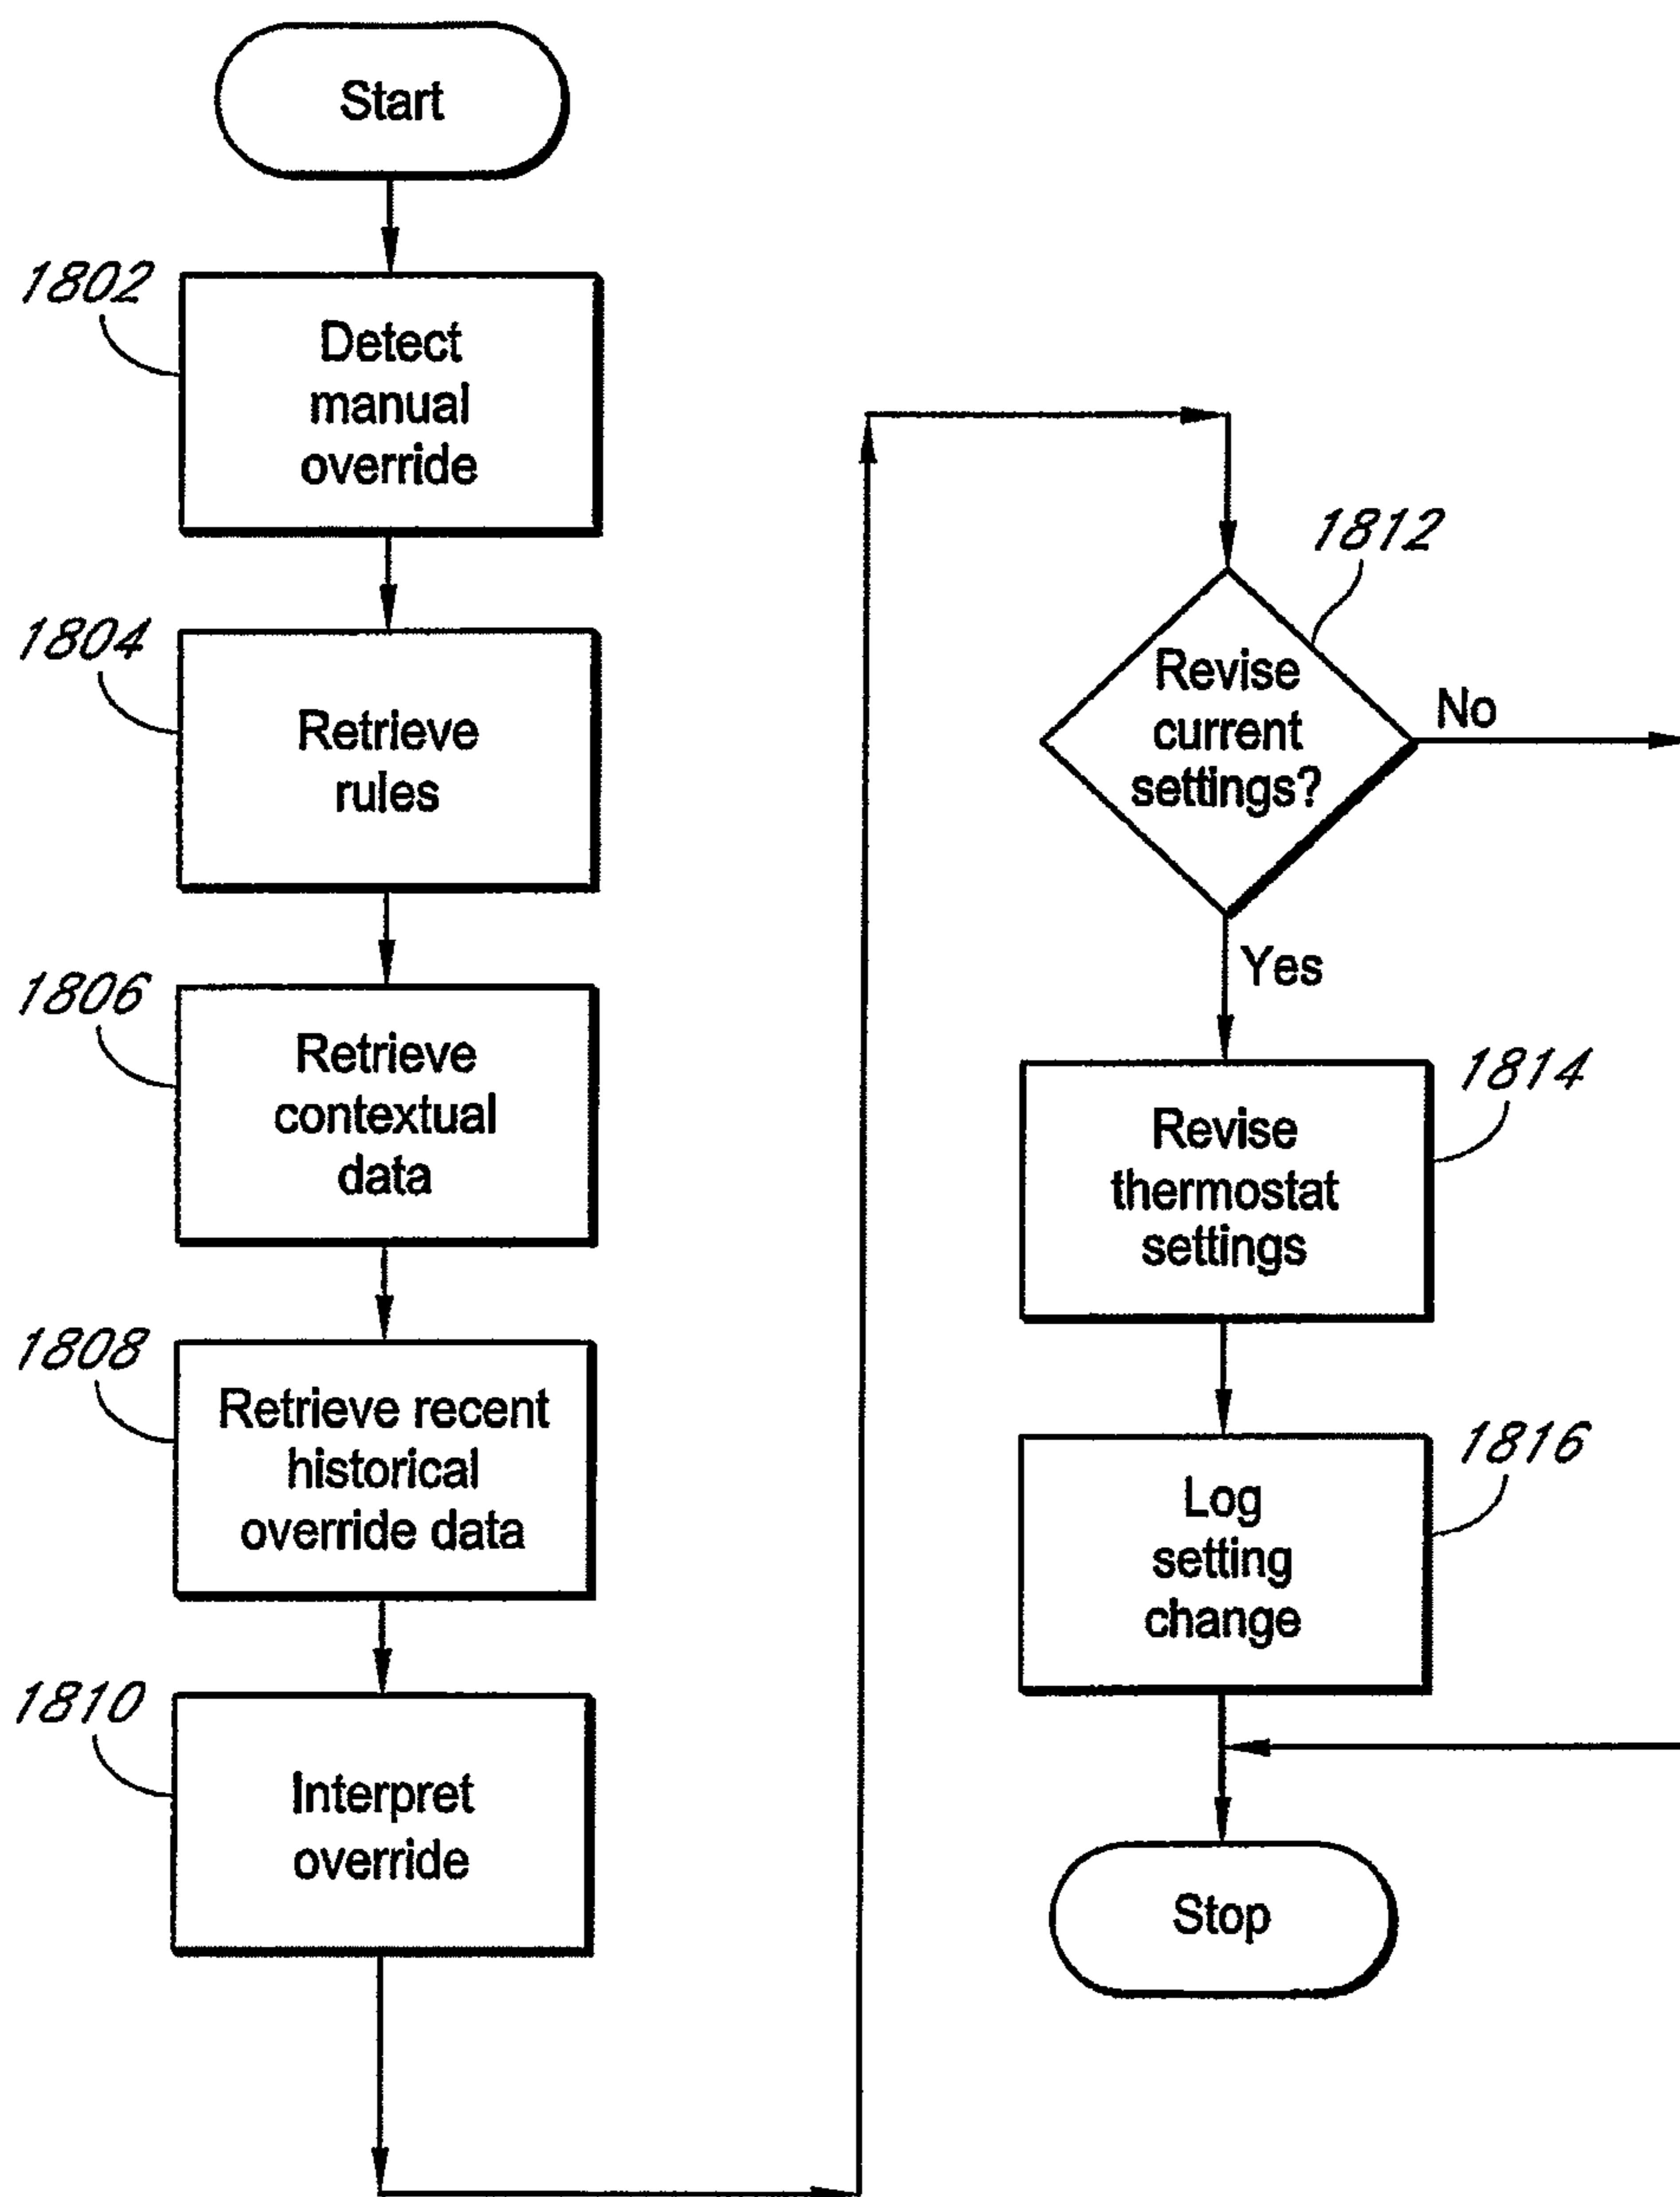 Start
1802
Detect
manual
override
1804
Retrieve
rules
1806
Retrieve
contextual
data
1808
Retrieve recent
historical
override data
1810
Interpret
override
1812
Revise
current
settings?
No
Yes
1814
Revise
thermostat
settings
1816
Log
setting
change
Stop